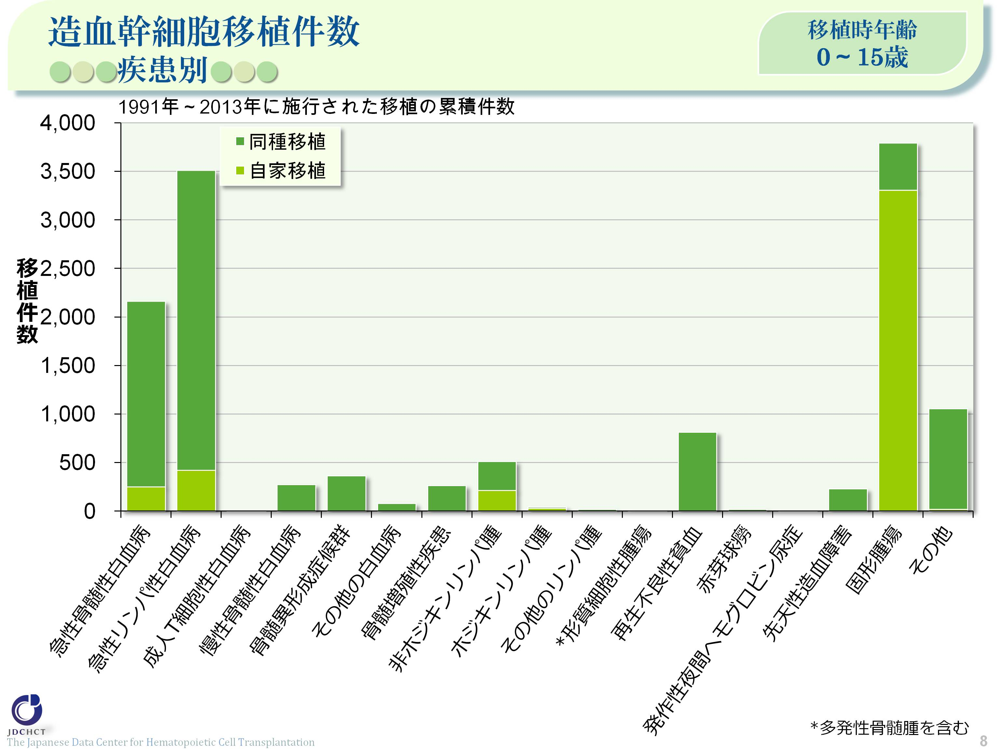 造血幹細胞移植件数
疾患別
移植時年齢
0~15歳
1991年~2013年に施行された移植の累積件数
同種移植
自家移植
移植件数
4,000
3,500
3,000
2,500
2,000
1,500
1,000
500
0
急性骨髄性白血病
急性リンパ性白血病
成人T細胞性白血病
慢性骨髄性白血病
骨髄異形成症候群
その他の白血病
骨髄増殖性疾患
非ホジキンリンパ腫
ホジキンリンパ腫
その他のリンパ腫
*形質細胞性腫瘍
再生不良性貧血
赤芽球癆
発作性夜間ヘモグロビン尿症
先天性造血障害
固形腫瘍
その他
*多発性骨髄腫を含む
JDCHCT
The Japanese Data Center for Hematopoietic Cell Transplantation
8